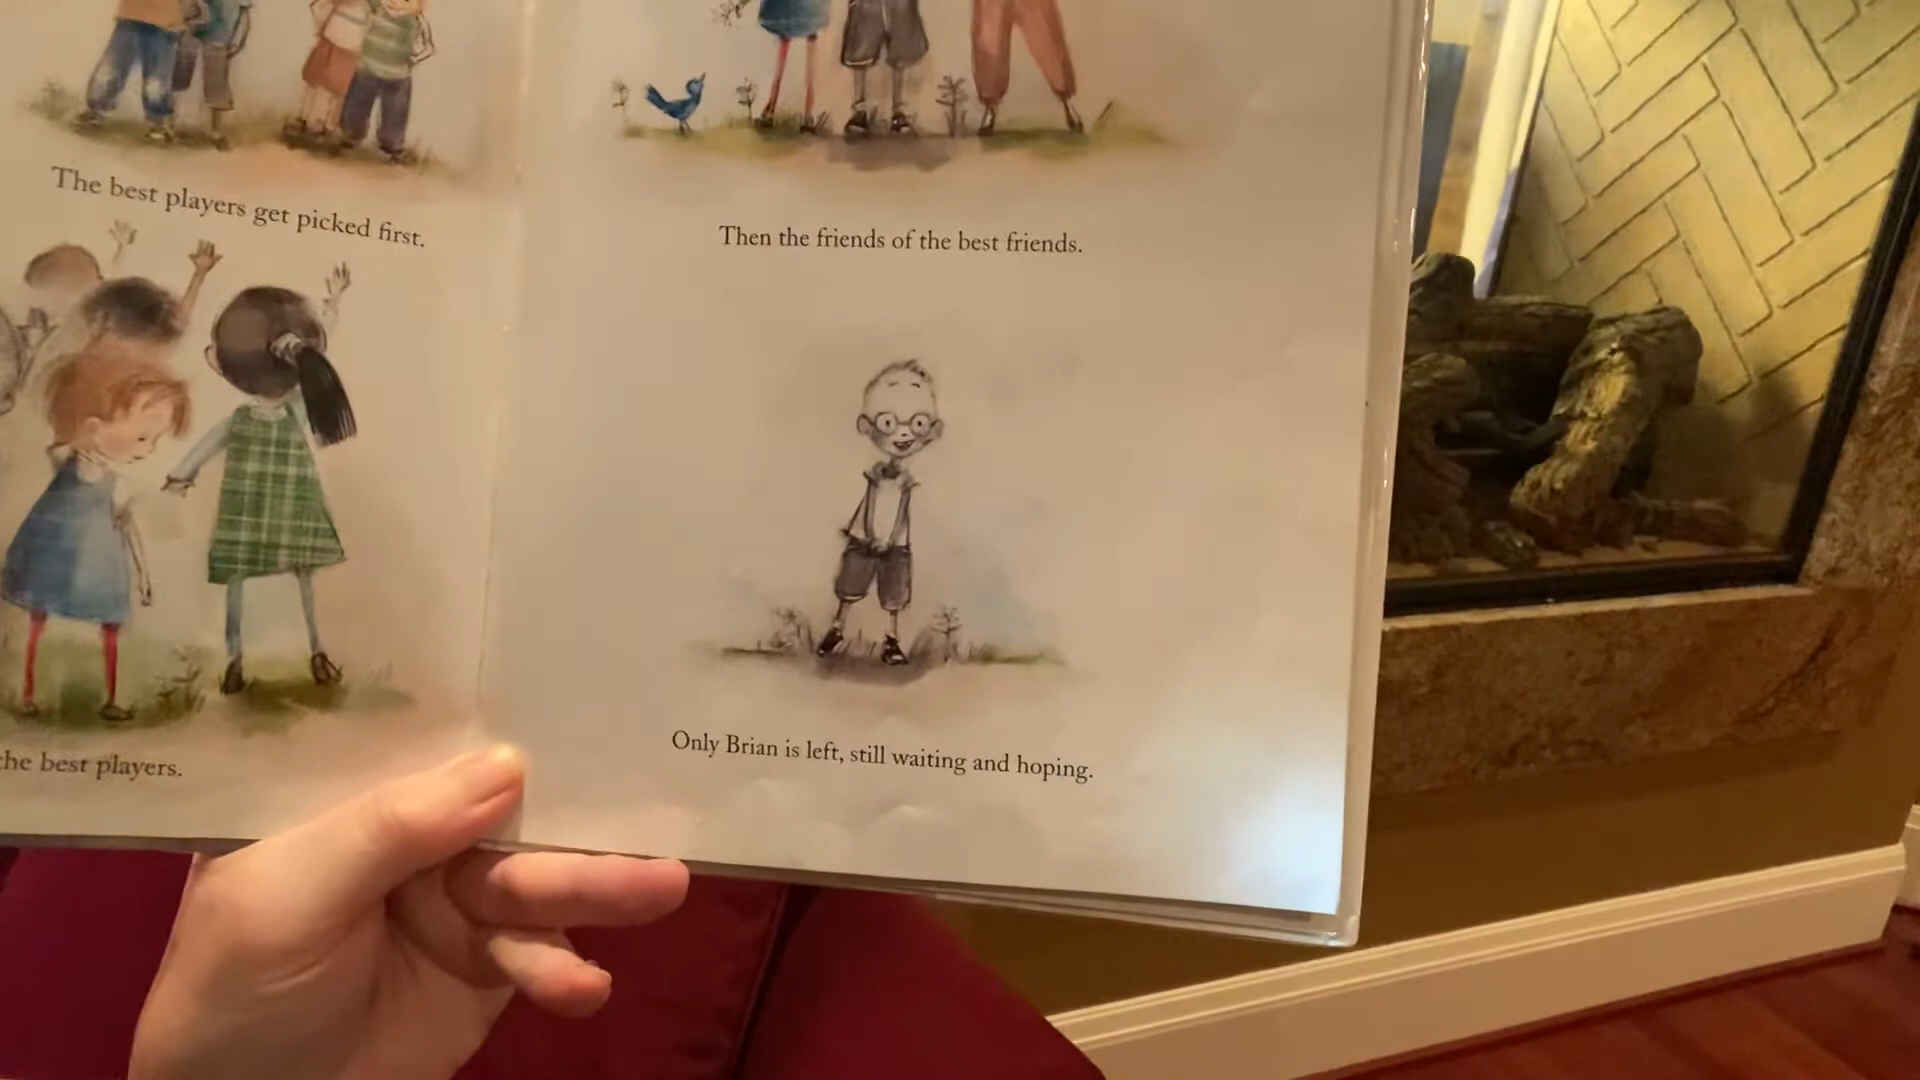 The best players get picked first.
the best players.
Then the friends of the best friends.
Only Brian is left, still waiting and hoping.